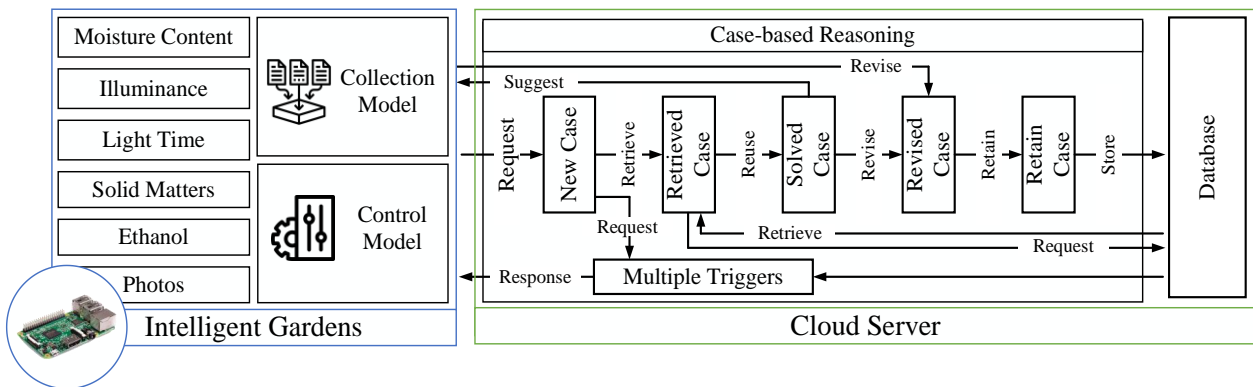 Moisture Content
Illuminance
Light Time
Solid Matters
Ethanol
Photos
Collection
Model
Control
Model
Intelligent Gardens
Case-based Reasoning
Revise
Suggest
Request
New Case
Retrieve
Retrieved
Case
Reuse
Solved
Case
Revise
Revised
Case
Retain
Retain
Case
Store
Request
Retrieve
Request
Response
Multiple Triggers
Database
Cloud Server